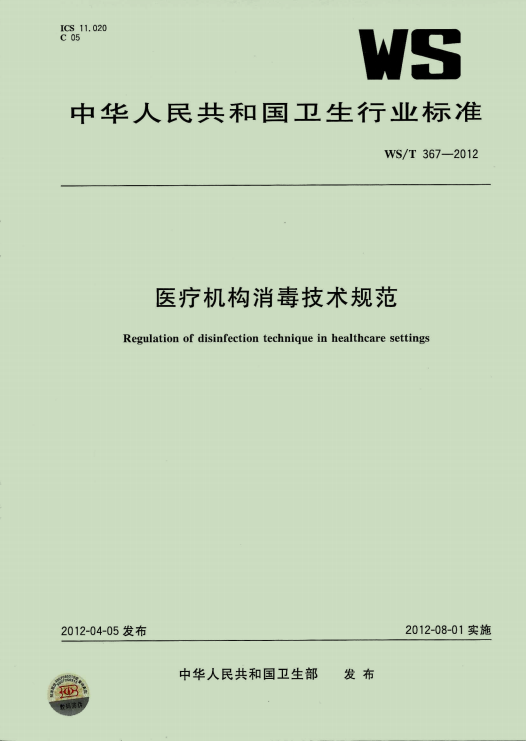 ICS 11.020
C 05
WS
中华人民共和国卫生行业标准
WS/T 367—2012
医疗机构消毒技术规范
Regulation of disinfection technique in healthcare settings
2012-04-05 发布
2012-08-01 实施
中华人民共和国卫生部 发布